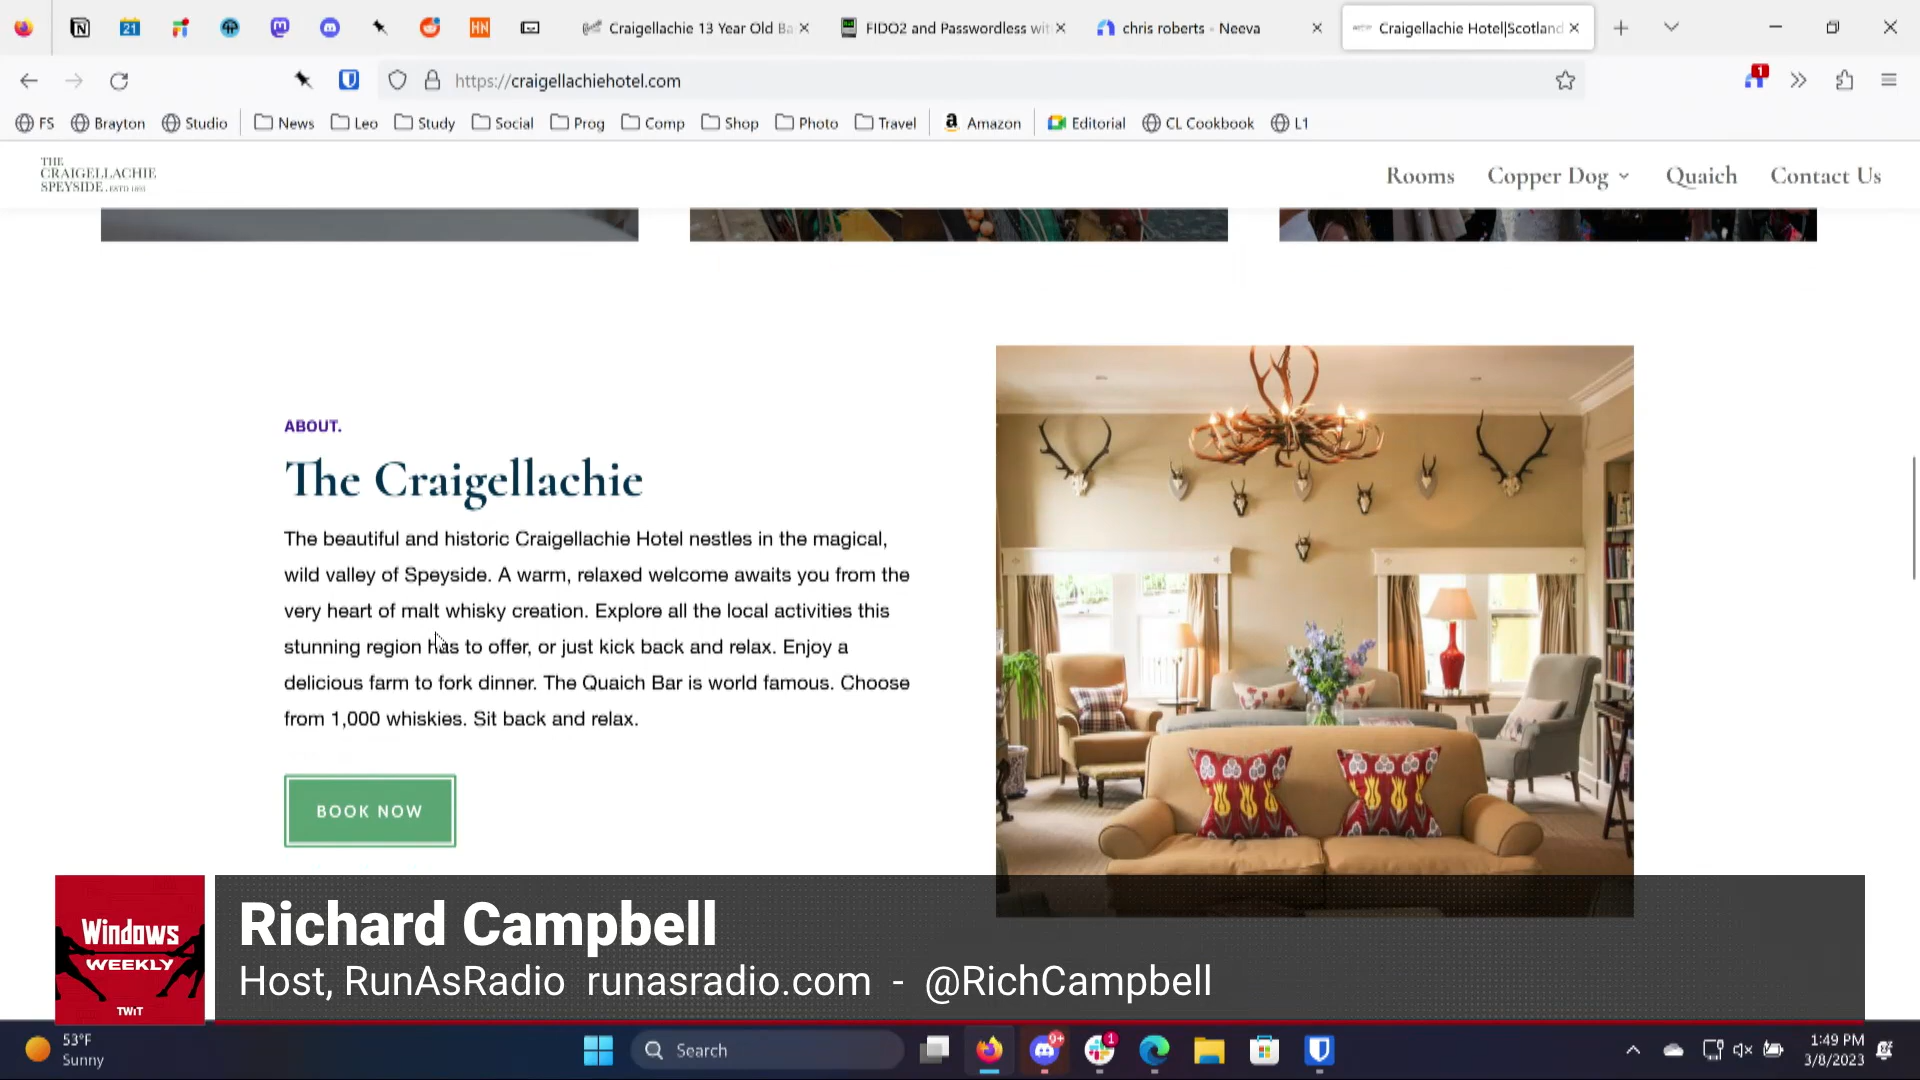 21
HN
Craigellachie 13 Year Old Ba
FIDO2 and Passwordless wit
chris roberts - Neeva
Craigellachie Hotel|Scotland
https://craigellachiehotel.com
1
FS
Brayton
Studio
News
Leo
Study
Social
Prog
Comp
Shop
Photo
Travel
a Amazon
Editorial
CL Cookbook
L1
THE
CRAIGELLACHIE
SPEYSIDE. ESTD 1893
Rooms
Copper Dog
Quaich
Contact Us
ABOUT.
The Craigellachie
The beautiful and historic Craigellachie Hotel nestles in the magical,
wild valley of Speyside. A warm, relaxed welcome awaits you from the
very heart of malt whisky creation. Explore all the local activities this
stunning region has to offer, or just kick back and relax. Enjoy a
delicious farm to fork dinner. The Quaich Bar is world famous. Choose
from 1,000 whiskies. Sit back and relax.
BOOK NOW
Windows
WEEKLY
TWiT
Richard Campbell
Host, RunAsRadio runasradio.com - @RichCampbell
53°F
Sunny
Search
9+
1
1:49 PM
3/8/2023